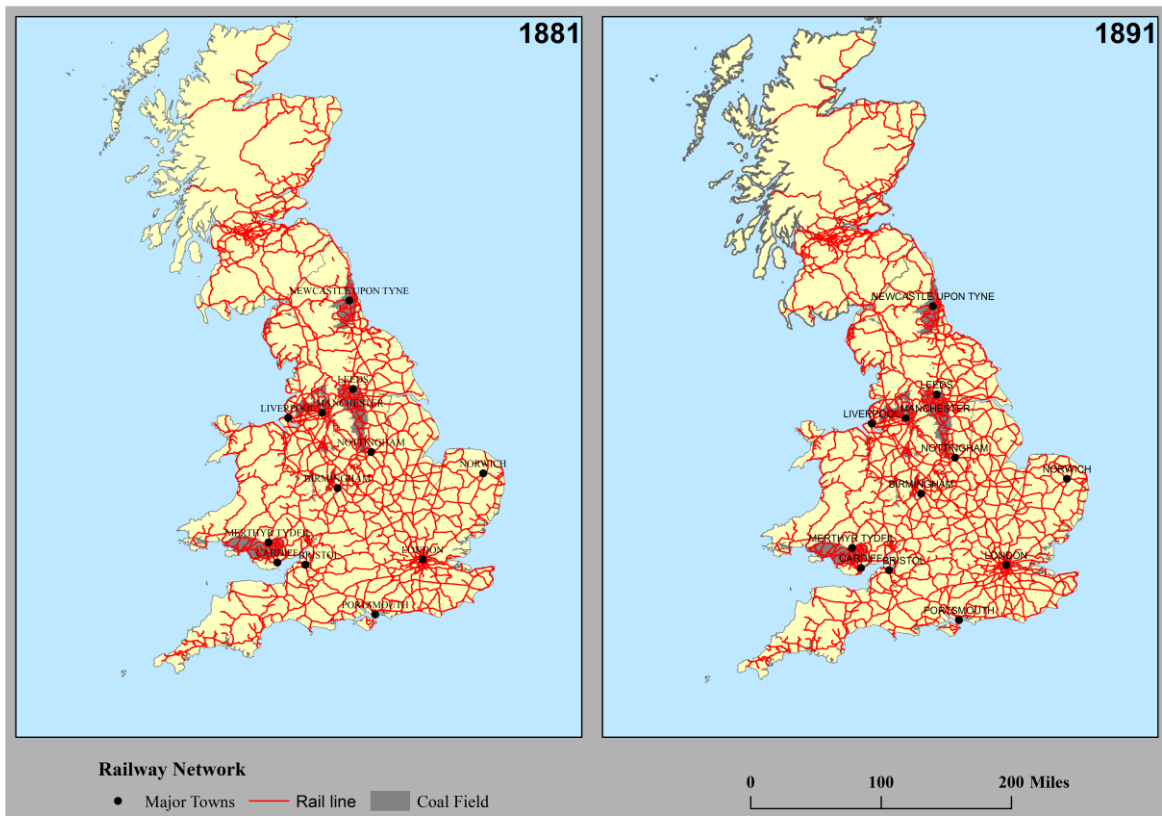 1881
NEWCASTLE UPON TYNE
LEEDS
LIVERPOOL
MANCHESTER
NOTTINGHAM
NORWICH
BIRMINGHAM
MERTHYR TYDFIL
CARDIFF
BRISTOL
LONDON
PORTSMOUTH
1891
NEWCASTLE UPON TYNE
LEEDS
LIVERPOOL
MANCHESTER
NOTTINGHAM
NORWICH
BIRMINGHAM
MERTHYR TYDFIL
CARDIFF
BRISTOL
LONDON
PORTSMOUTH
Railway Network
Major Towns Rail line Coal Field
0 100 200 Miles